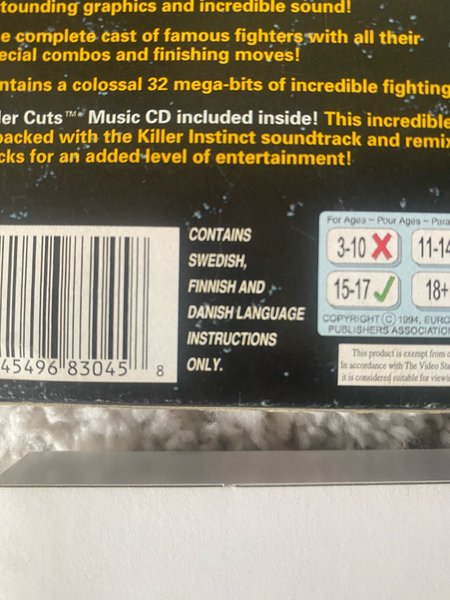 tounding graphics and incredible sound!
e complete cast of famous fighters with all their
ecial combos and finishing moves!
ntains a colossal 32 mega-bits of incredible fighting
ler Cuts™* Music CD included inside! This incredible
packed with the Killer Instinct soundtrack and remix
cks for an added level of entertainment!
CONTAINS
SWEDISH,
FINNISH AND
DANISH LANGUAGE
INSTRUCTIONS
ONLY.
45496 83045 8
For Ages ~ Pour Ages ~ Para
3-10 11-14
15-17 18+
COPYRIGHT © 1994, EURO
PUBLISHERS ASSOCIATION
This product is exempt from c
In accordance with The Video Sta
it is considered suitable for viewin